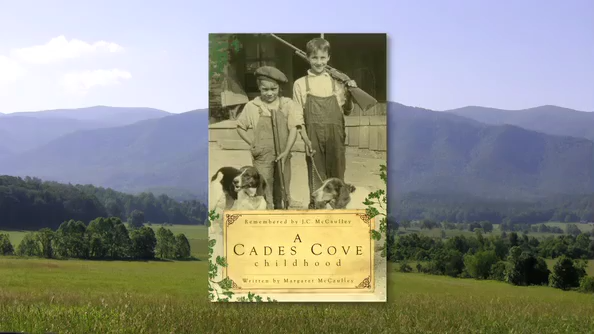 Remembered by J.C. McCaulley
A
CADES COVE
childhood
Written by Margaret McCaulley